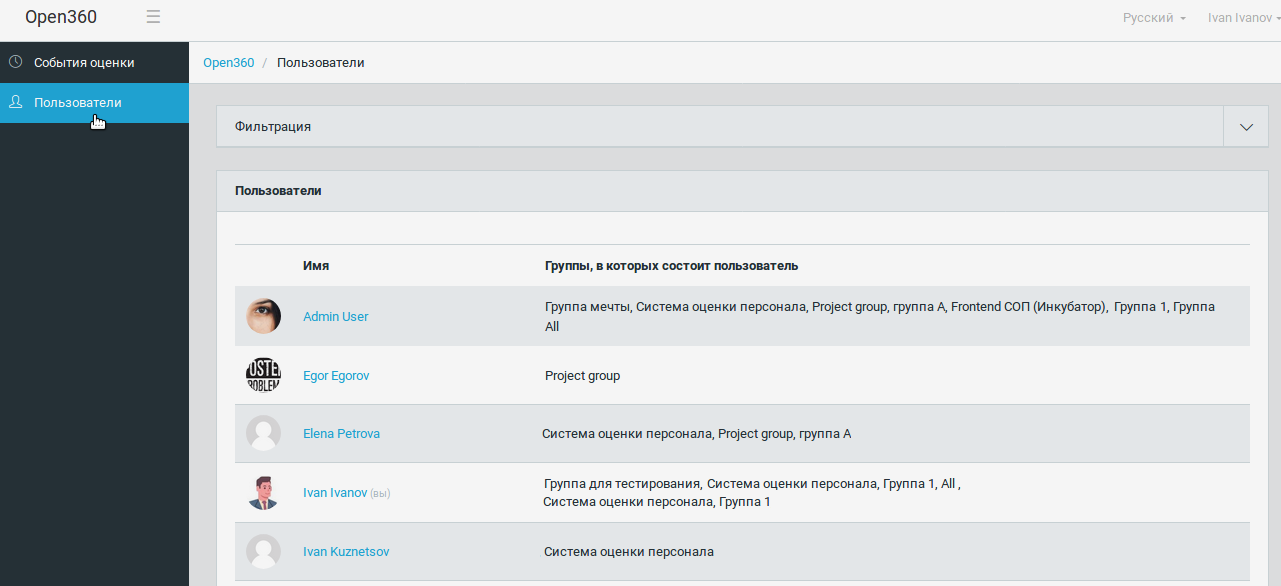 Open360
Русский
Ivan Ivanov
События оценки
Пользователи
Open360 / Пользователи
Фильтрация
Пользователи
Имя
Группы, в которых состоит пользователь
Admin User
Группа мечты, Система оценки персонала, Project group, группа А, Frontend СОП (Инкубатор), Группа 1, Группа
All
OSTE
ROBLEM
Egor Egorov
Project group
Elena Petrova
Система оценки персонала, Project group, группа А
Ivan Ivanov (вы)
Группа для тестирования, Система оценки персонала, Группа 1, All ,
Система оценки персонала, Группа 1
Ivan Kuznetsov
Система оценки персонала